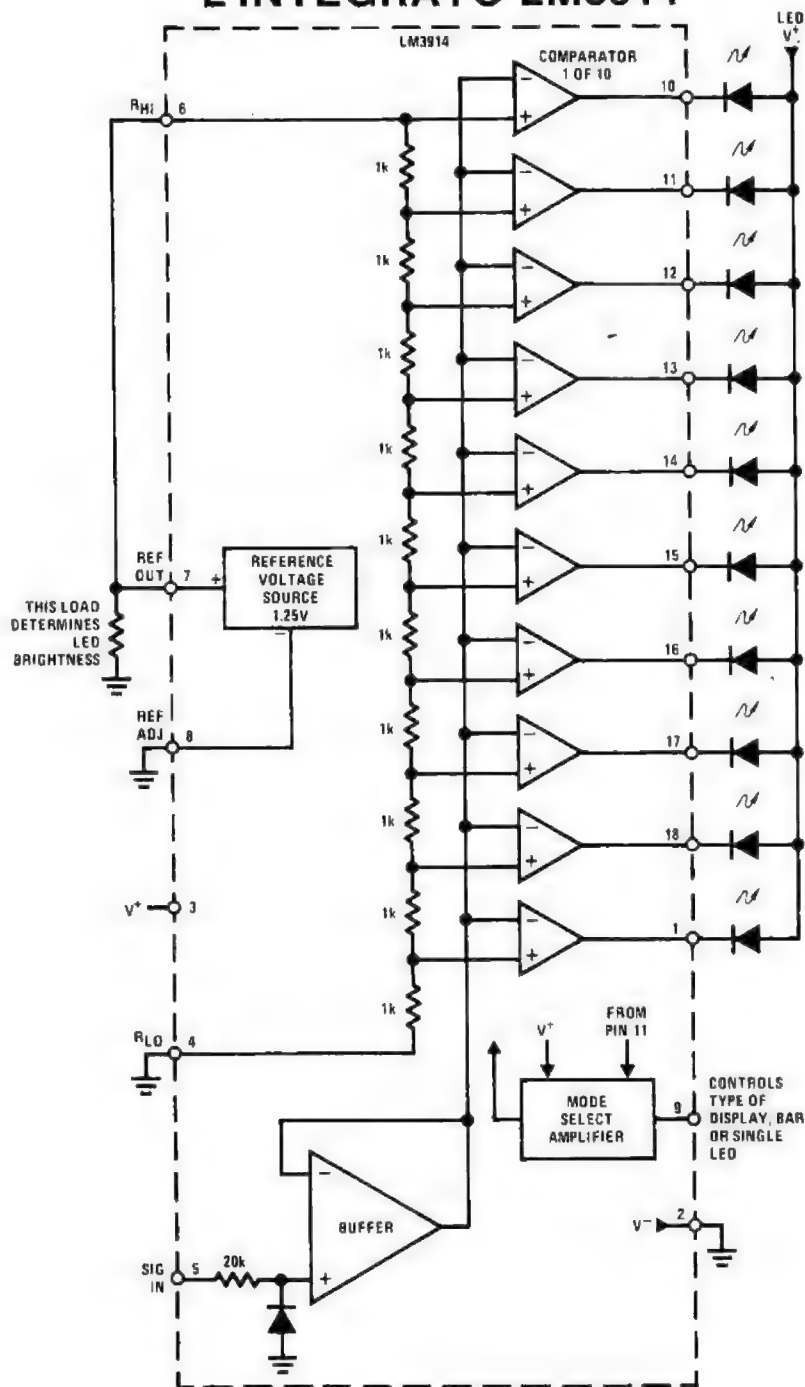 L'INTEGRATO LM3914
LM3914
LED
V+
COMPARATOR
1 OF 10
RHI
6
10
11
12
13
14
15
16
17
18
1
1k
1k
1k
1k
1k
1k
1k
1k
1k
1k
REF
OUT
7
REFERENCE
VOLTAGE
SOURCE
1.25V
THIS LOAD
DETERMINES
LED
BRIGHTNESS
REF
ADJ
8
V+
3
RLO
4
V+
FROM
PIN 11
MODE
SELECT
AMPLIFIER
9
CONTROLS
TYPE OF
DISPLAY, BAR
OR SINGLE
LED
BUFFER
V−
2
SIG
IN
5
20k